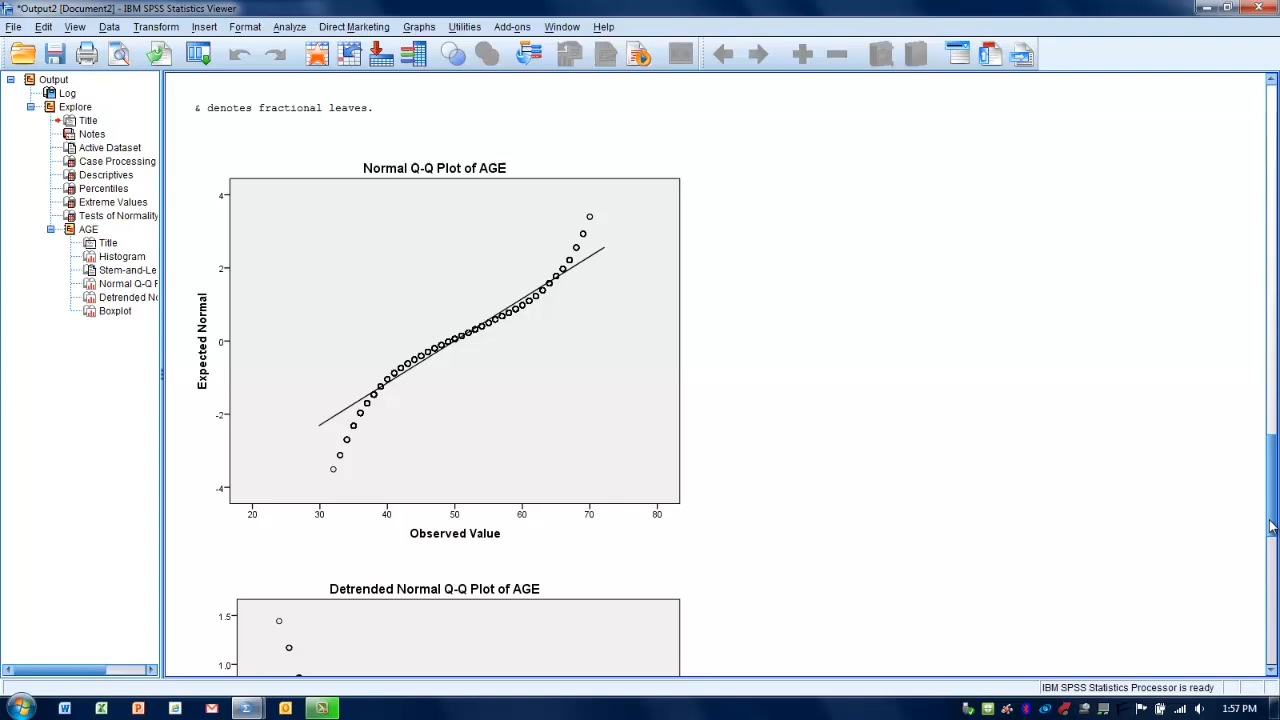 *Output2 [Document2] - IBM SPSS Statistics Viewer
File Edit View Data Transform Insert Format Direct Marketing Graphs Utilities Add-ons Window Help
Output
Log
Explore
Title
Notes
Active Dataset
Case Processing
Descriptives
Percentiles
Extreme Values
Tests of Normality
AGE
Title
Histogram
Stem-and-Le
Normal Q-Q F
Detrended No
Boxplot
& denotes fractional leaves.
Normal Q-Q Plot of AGE
Expected Normal
4
2
0
-2
-4
20 30 40 50 60 70 80
Observed Value
Detrended Normal Q-Q Plot of AGE
1.5
1.0
IBM SPSS Statistics Processor is ready
1:57 PM